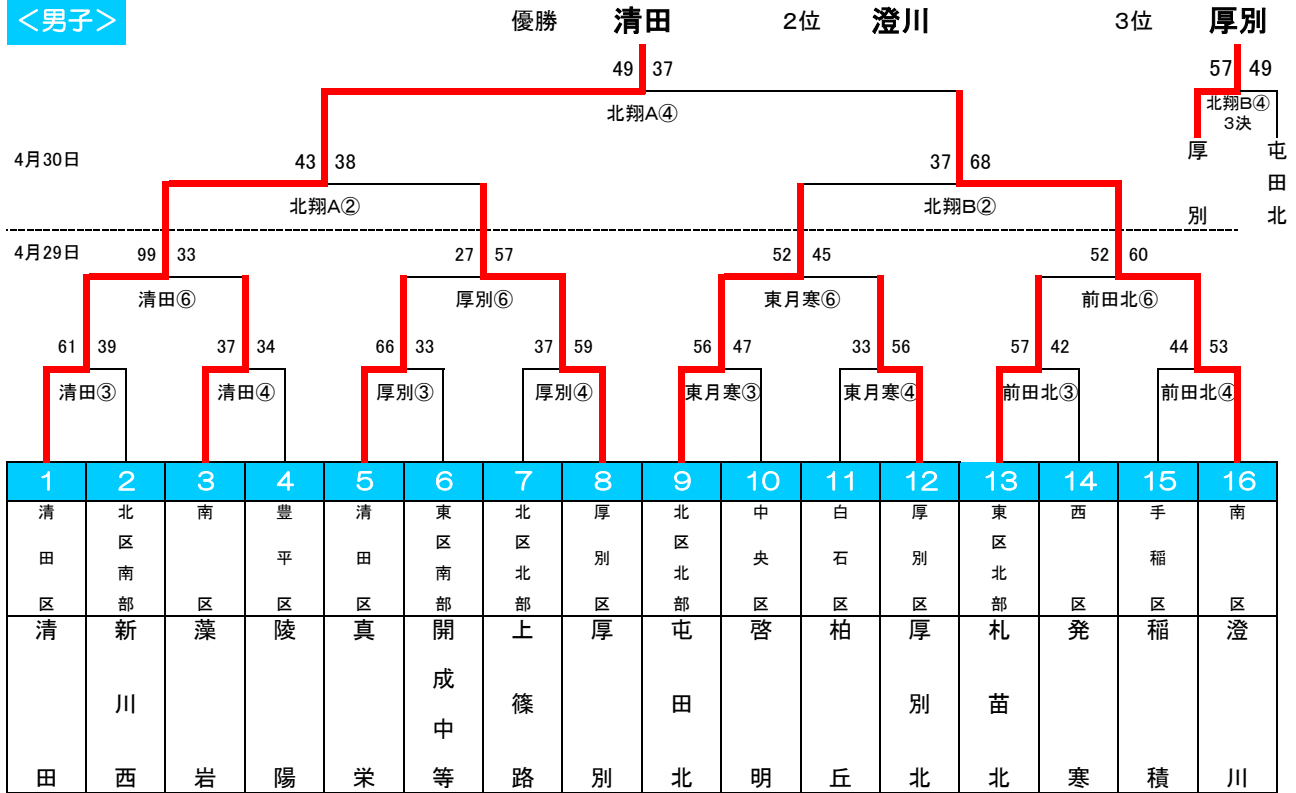 ＜男子＞
優勝 清田 2位 澄川 3位 厚別
49 37 57 49
北翔A④ 北翔B④
3決
厚別 屯田北
4月30日 43 38 37 68
北翔A② 北翔B②
4月29日 99 33 27 57 52 45 52 60
清田⑥ 厚別⑥ 東月寒⑥ 前田北⑥
61 39 37 34 66 33 37 59 56 47 33 56 57 42 44 53
清田③ 清田④ 厚別③ 厚別④ 東月寒③ 東月寒④ 前田北③ 前田北④
1 2 3 4 5 6 7 8 9 10 11 12 13 14 15 16
清田区 北区南部 南区 豊平区 清田区 東区南部 北区北部 厚別区 北区北部 中央区 白石区 厚別区 東区北部 西区 手稲区 南区
清田 新川西 藻岩 陵陽 真栄 開成中等 上篠路 厚別 屯田北 啓明 柏丘 厚別北 札苗北 発寒 稲積 澄川